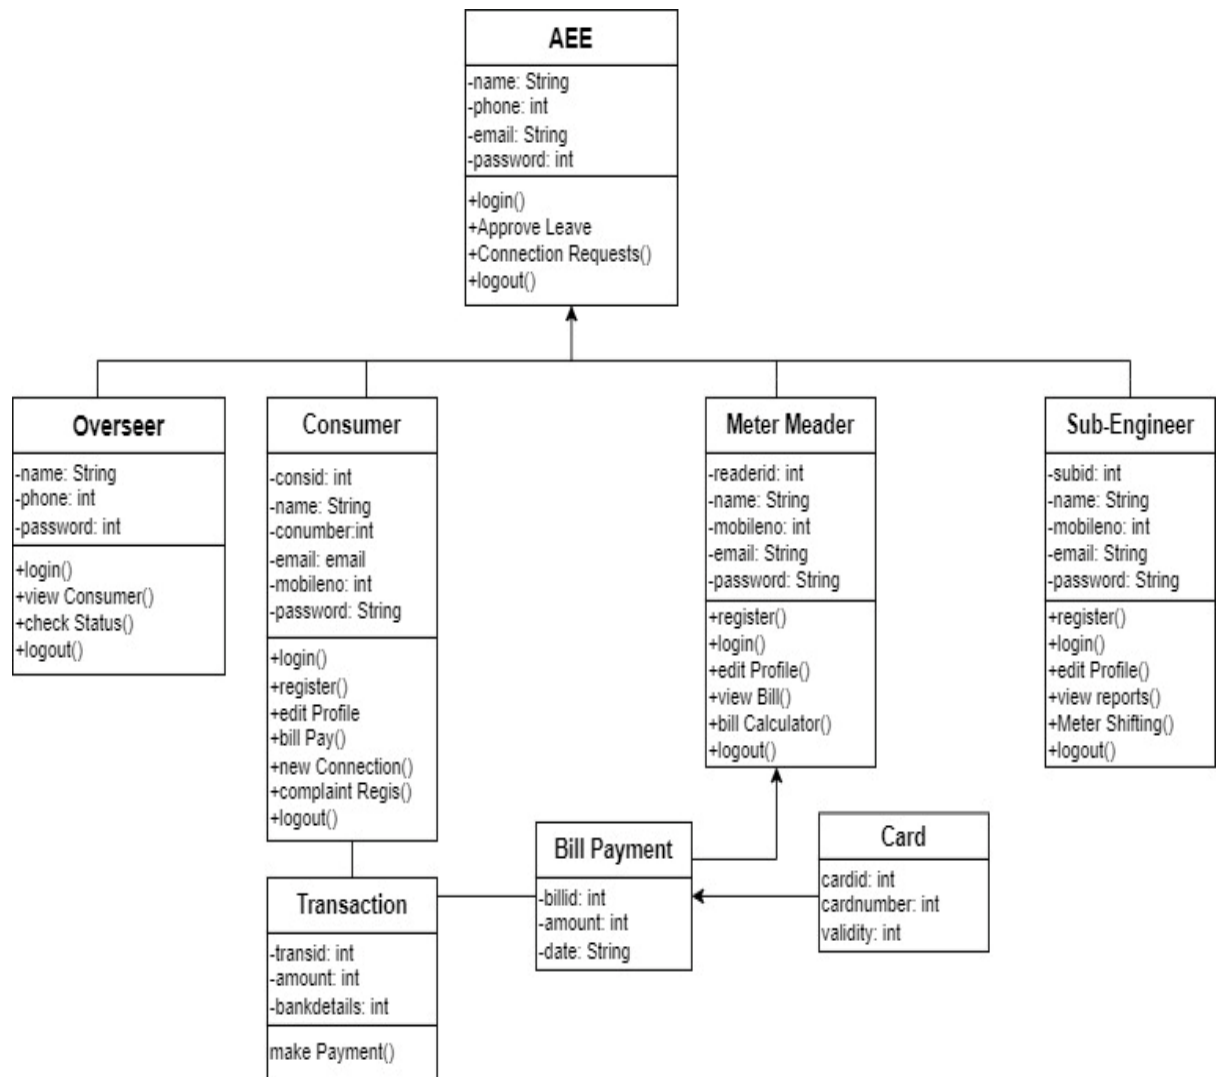 AEE
-name: String
-phone: int
-email: String
-password: int
+login()
+Approve Leave
+Connection Requests()
+logout()
Overseer
-name: String
-phone: int
-password: int
+login()
+view Consumer()
+check Status()
+logout()
Consumer
-consid: int
-name: String
-conumber:int
-email: email
-mobileno: int
-password: String
+login()
+register()
+edit Profile
+bill Pay()
+new Connection()
+complaint Regis()
+logout()
Meter Meader
-readerid: int
-name: String
-mobileno: int
-email: String
-password: String
+register()
+login()
+edit Profile()
+view Bill()
+bill Calculator()
+logout()
Sub-Engineer
-subid: int
-name: String
-mobileno: int
-email: String
-password: String
+register()
+login()
+edit Profile()
+view reports()
+Meter Shifting()
+logout()
Transaction
-transid: int
-amount: int
-bankdetails: int
make Payment()
Bill Payment
-billid: int
-amount: int
-date: String
Card
cardid: int
cardnumber: int
validity: int